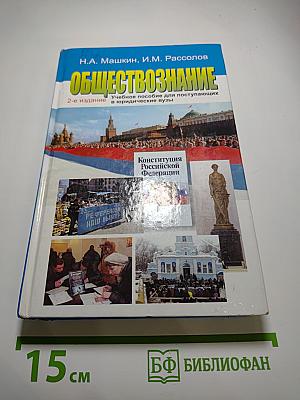 Н.А. Машкин, И.М. Рассолов
ОБЩЕСТВОЗНАНИЕ
2-е издание
Учебное пособие для поступающих
в юридические вузы
Конституция
Российской
Федерации
15 см
БФ БИБЛИОФАН